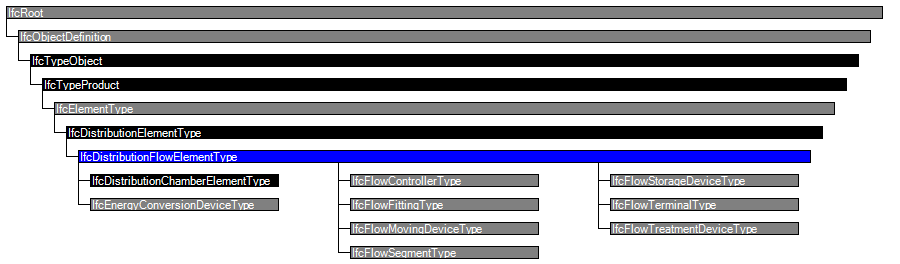 IfcRoot
IfcObjectDefinition
IfcTypeObject
IfcTypeProduct
IfcElementType
IfcDistributionElementType
IfcDistributionFlowElementType
IfcDistributionChamberElementType
IfcEnergyConversionDeviceType
IfcFlowControllerType
IfcFlowFittingType
IfcFlowMovingDeviceType
IfcFlowSegmentType
IfcFlowStorageDeviceType
IfcFlowTerminalType
IfcFlowTreatmentDeviceType